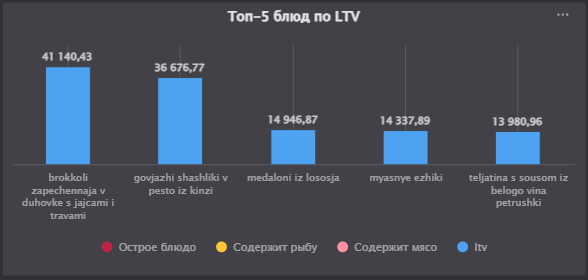 Топ-5 блюд по LTV
41 140,43
36 676,77
14 946,87
14 337,89
13 980,96
brokkoli
zapechennaja v
duhovke s jajcami i
travami
govjazhi shashliki v
pesto iz kinzi
medaloni iz lososja
myasnye ezhiki
teljatina s sousom iz
belogo vina
petrushki
Острое блюдо
Содержит рыбу
Содержит мясо
ltv